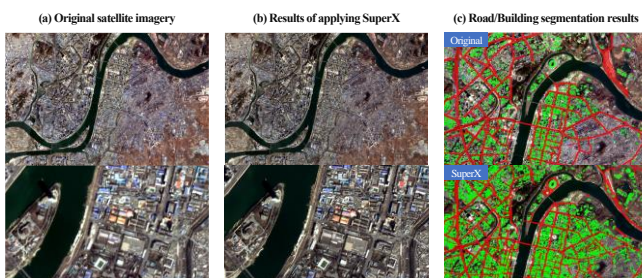 (a) Original satellite imagery
(b) Results of applying SuperX
(c) Road/Building segmentation results
Original
SuperX